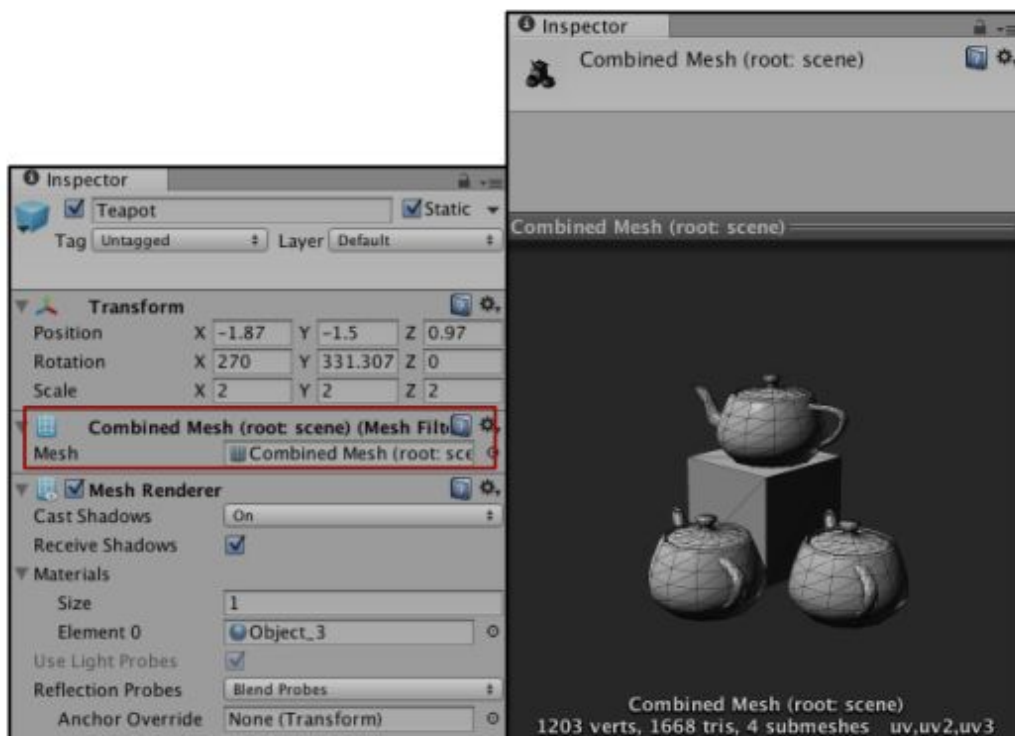 Inspector
Teapot
Static
Tag Untagged Layer Default
Transform
Position X -1.87 Y -1.5 Z 0.97
Rotation X 270 Y 331.307 Z 0
Scale X 2 Y 2 Z 2
Combined Mesh (root: scene) (Mesh Filt
Mesh Combined Mesh (root: sce
Mesh Renderer
Cast Shadows On
Receive Shadows
Materials
Size 1
Element 0 Object_3
Use Light Probes
Reflection Probes Blend Probes
Anchor Override None (Transform)
Inspector
Combined Mesh (root: scene)
Combined Mesh (root: scene)
Combined Mesh (root: scene)
1203 verts, 1668 tris, 4 submeshes uv,uv2,uv3